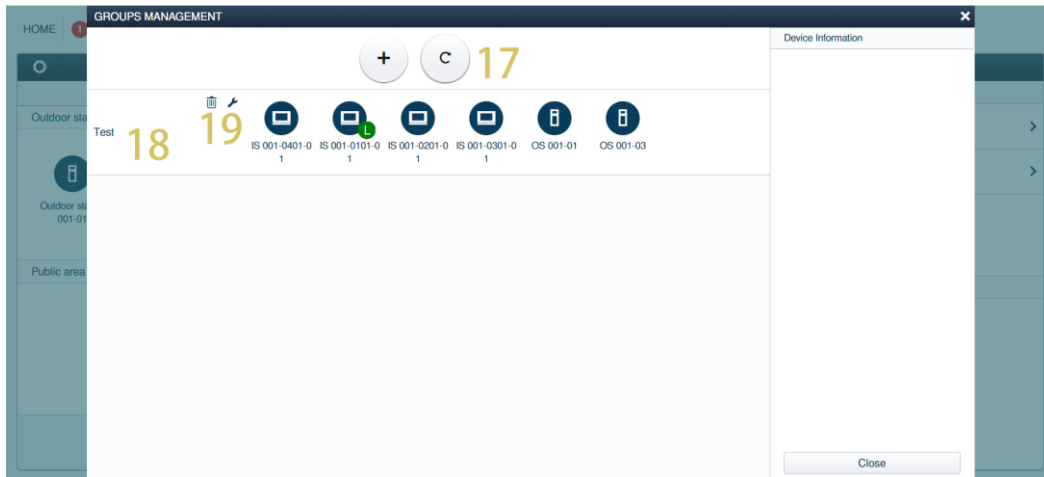 GROUPS MANAGEMENT
HOME
1
Device Information
17
Outdoor sta
Test
18
19
L
IS 001-0401-0
1
IS 001-0101-0
1
IS 001-0201-0
1
IS 001-0301-0
1
OS 001-01
OS 001-03
Outdoor sta
001-01
Public area
Close